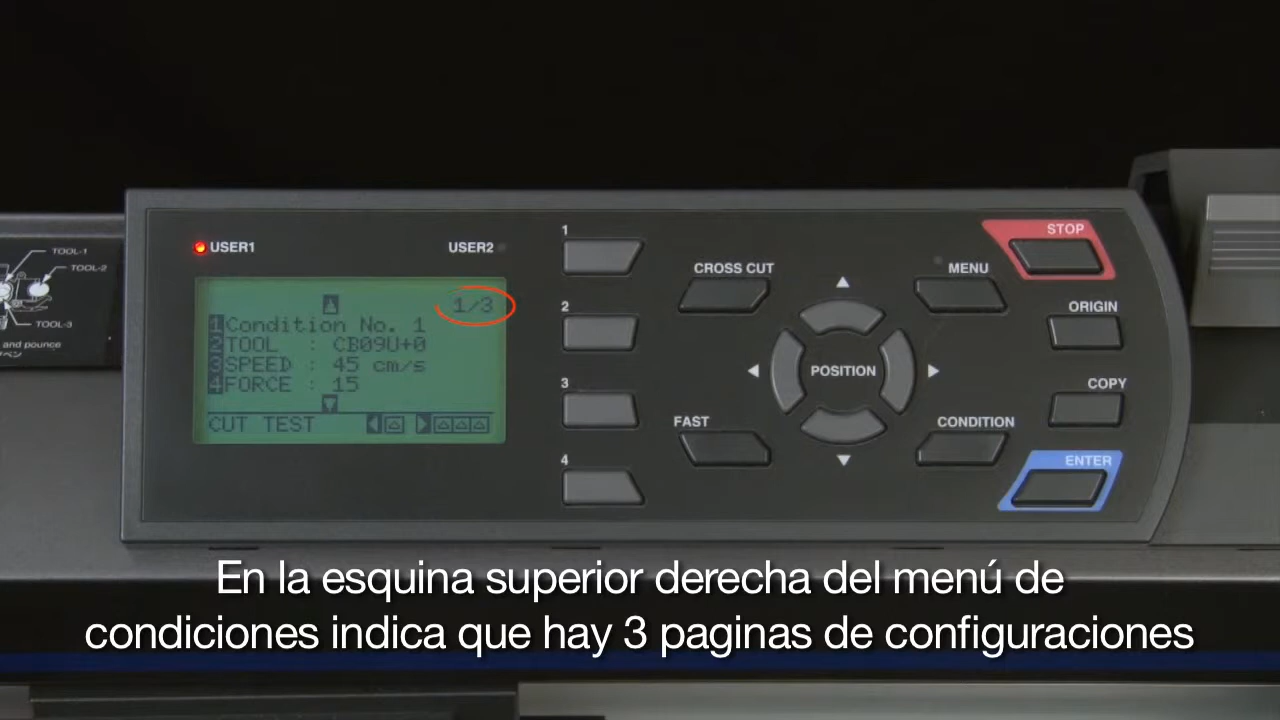 TOOL-1
TOOL-2
TOOL-3
and pounce
ペン
USER1
USER2
1/3
1 Condition No. 1
2 TOOL : CB09U+0
3 SPEED : 45 cm/s
4 FORCE : 15
CUT TEST
1
2
3
4
CROSS CUT
MENU
STOP
ORIGIN
POSITION
COPY
FAST
CONDITION
ENTER
En la esquina superior derecha del menú de
condiciones indica que hay 3 paginas de configuraciones